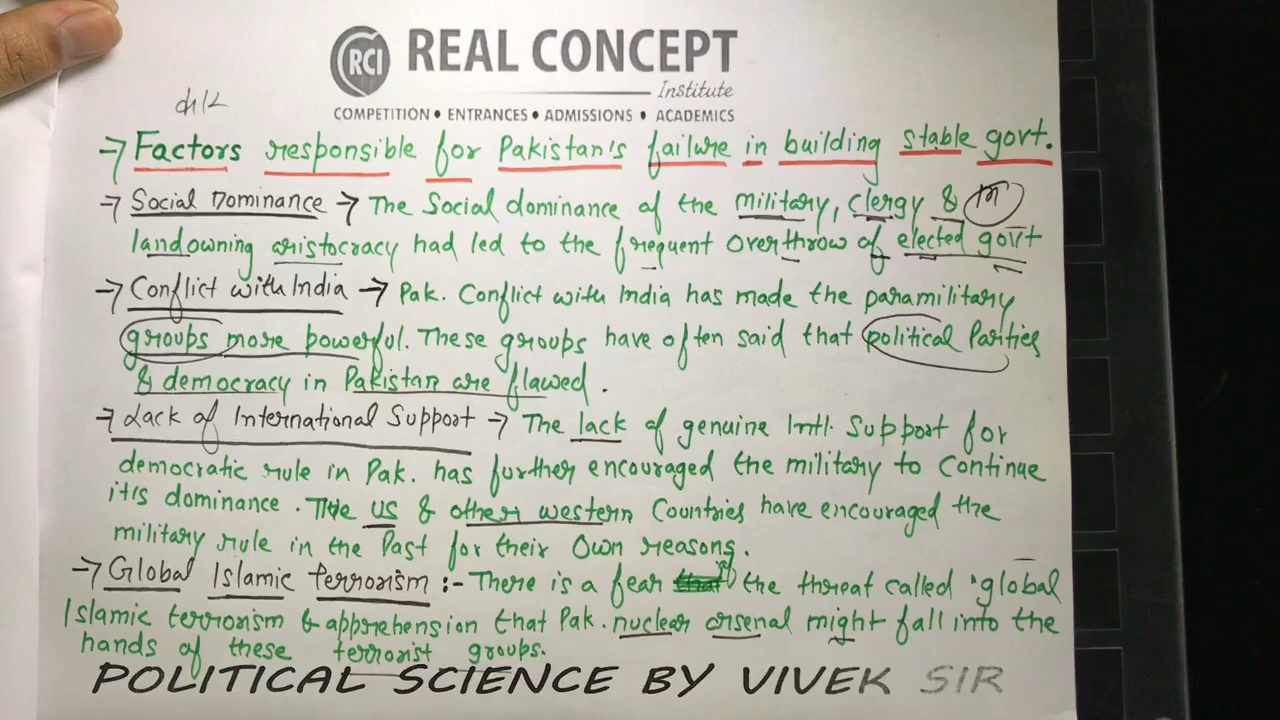 RCI REAL CONCEPT
Institute
COMPETITION • ENTRANCES • ADMISSIONS • ACADEMICS
→ Factors responsible for Pakistan's failure in building stable govt.
→ Social Dominance → The Social dominance of the military, clergy &
landowning aristocracy had led to the frequent overthrow of elected govt
→ Conflict with India → Pak. Conflict with India has made the paramilitary
groups more powerful. These groups have often said that political Parties
& democracy in Pakistan are flawed.
→ Lack of International Support → The lack of genuine Intl. Support for
democratic rule in Pak. has further encouraged the military to continue
it's dominance. The US & other western Countries have encouraged the
military rule in the Past for their Own reasons.
→ Global Islamic terrorism :- There is a fear of the threat called 'global
Islamic terrorism & apprehension that Pak. nuclear arsenal might fall into the
hands of these terrorist groups.
POLITICAL SCIENCE BY VIVEK SIR